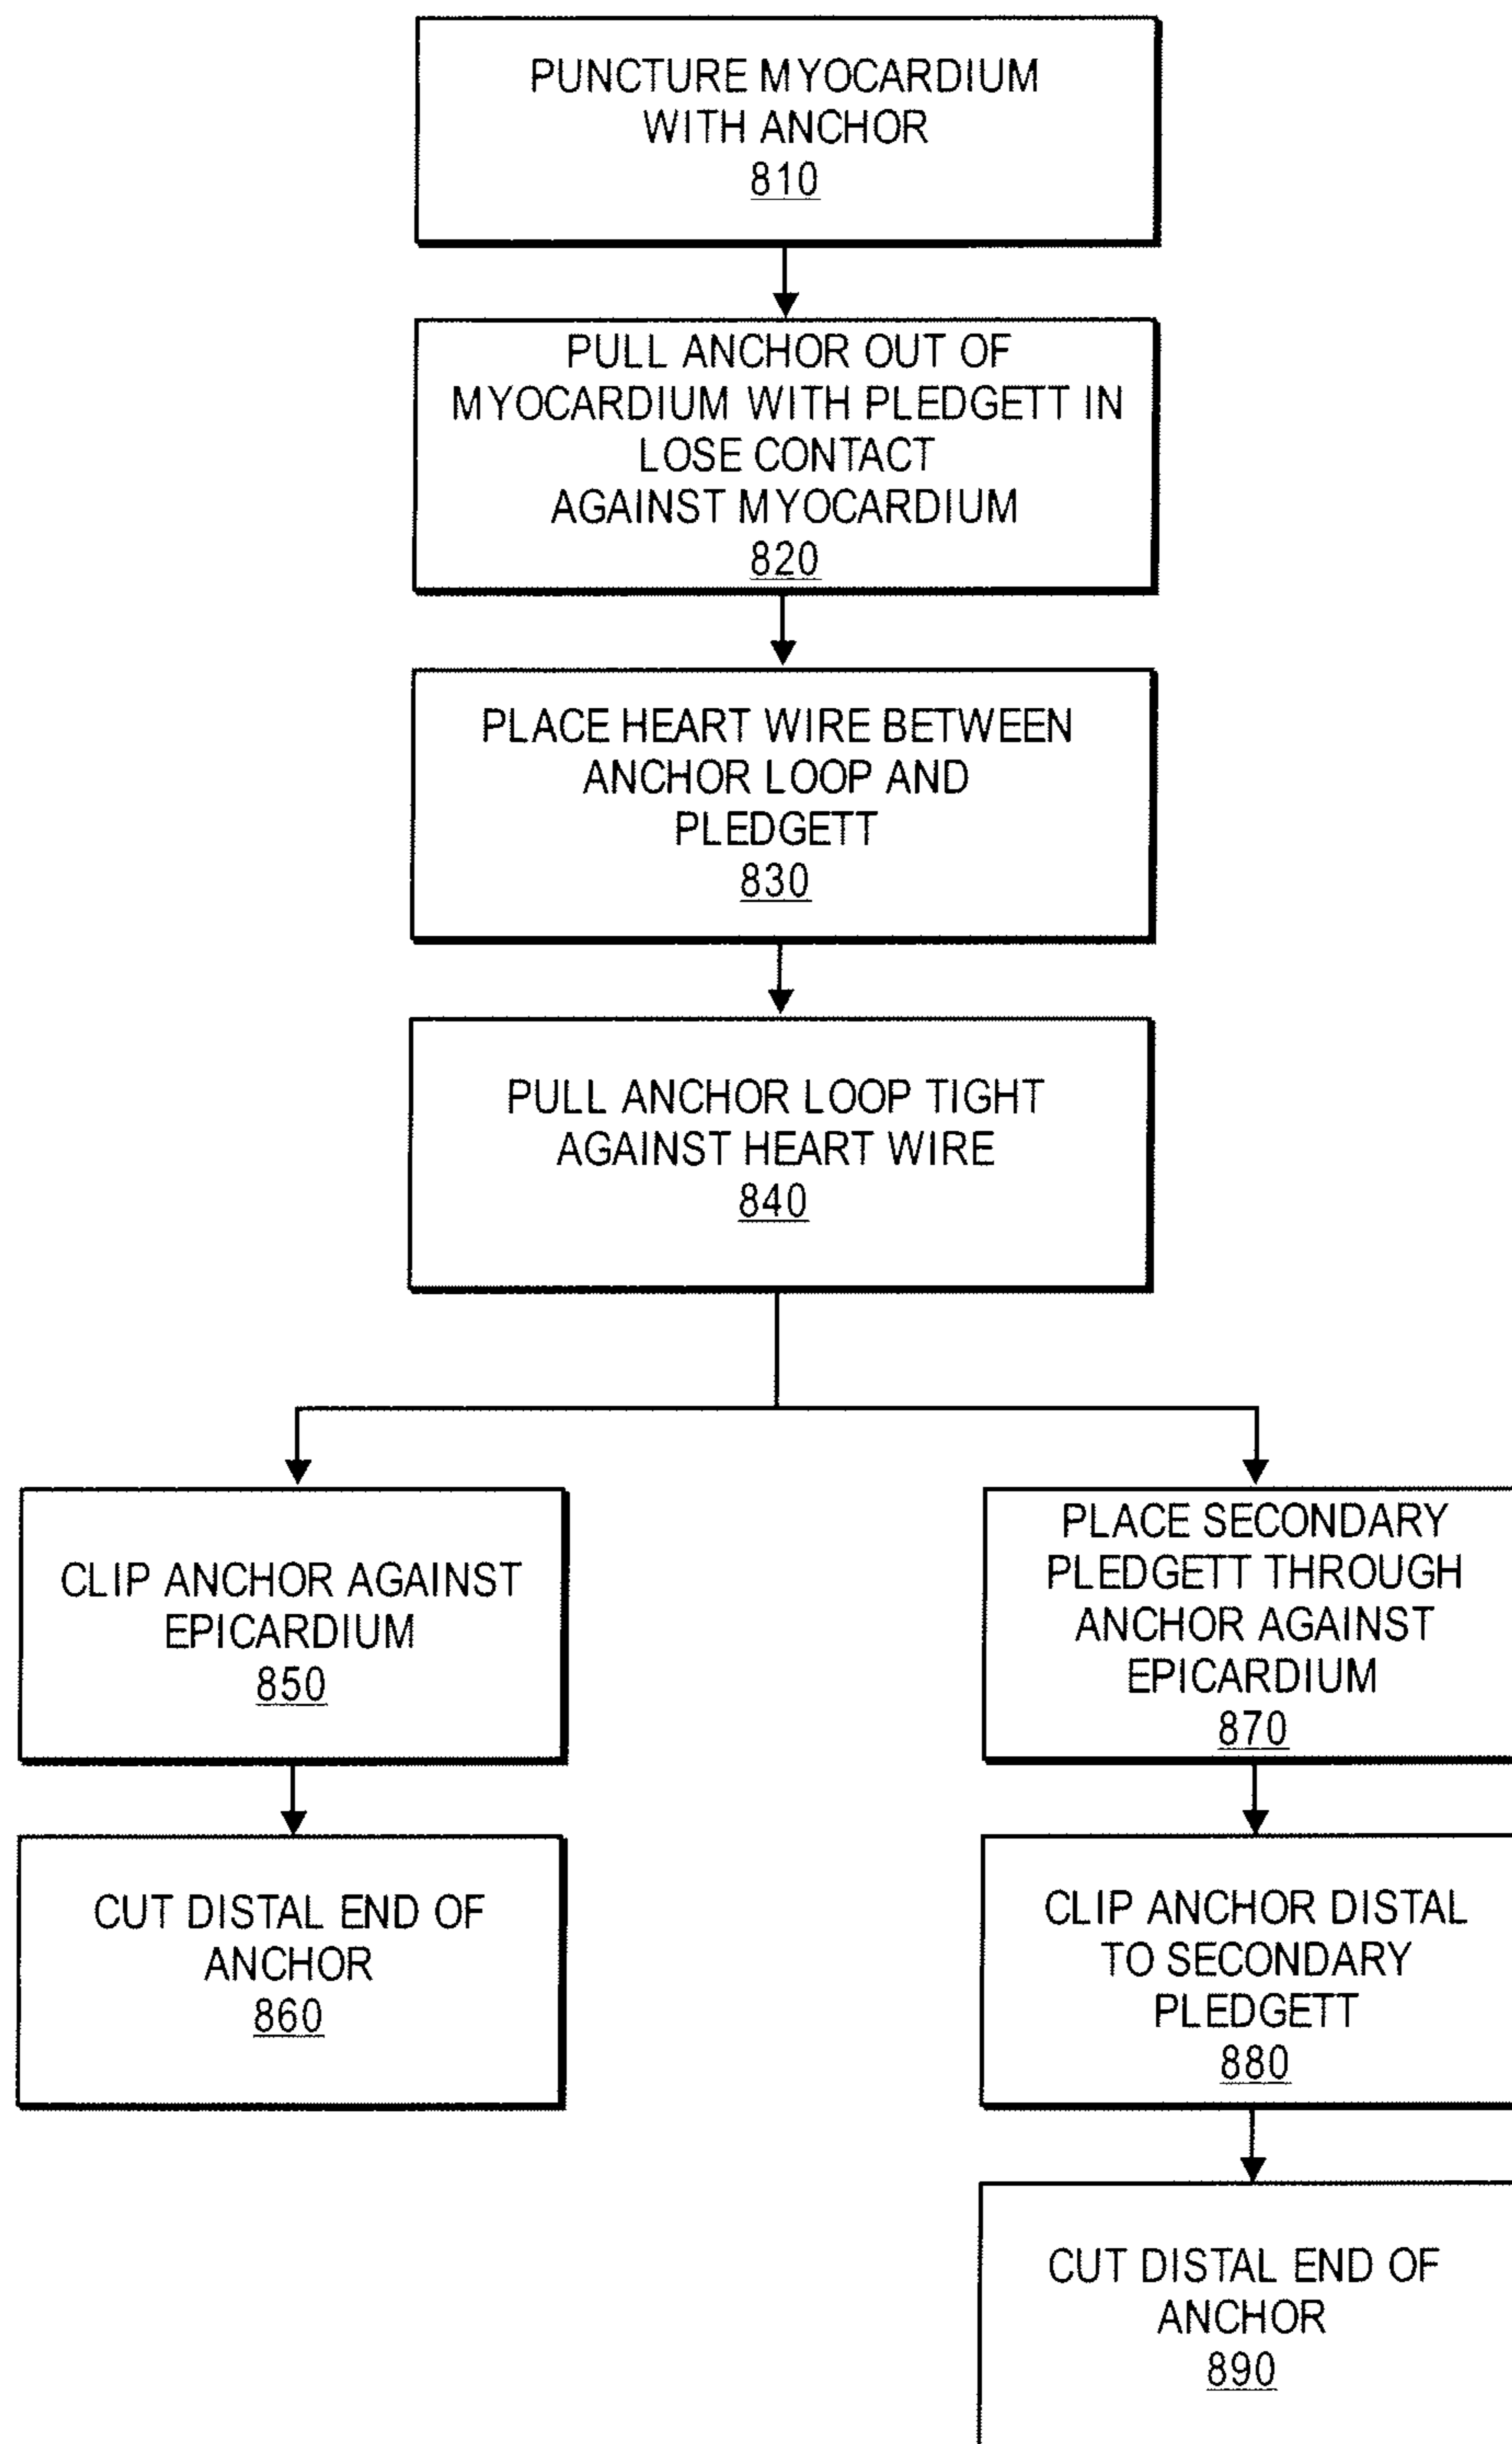 PUNCTURE MYOCARDIUM
WITH ANCHOR
810
PULL ANCHOR OUT OF
MYOCARDIUM WITH PLEDGETT IN
LOSE CONTACT
AGAINST MYOCARDIUM
820
PLACE HEART WIRE BETWEEN
ANCHOR LOOP AND
PLEDGETT
830
PULL ANCHOR LOOP TIGHT
AGAINST HEART WIRE
840
CLIP ANCHOR AGAINST
EPICARDIUM
850
CUT DISTAL END OF
ANCHOR
860
PLACE SECONDARY
PLEDGETT THROUGH
ANCHOR AGAINST
EPICARDIUM
870
CLIP ANCHOR DISTAL
TO SECONDARY
PLEDGETT
880
CUT DISTAL END OF
ANCHOR
890